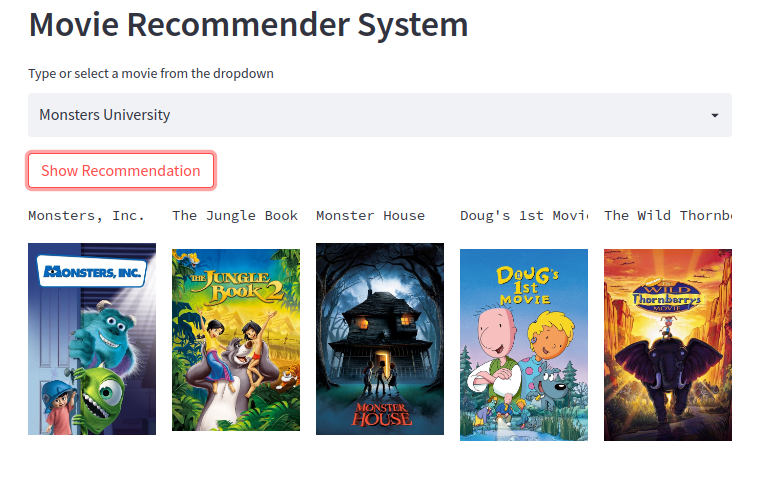 Movie Recommender System
Type or select a movie from the dropdown
Monsters University
Show Recommendation
Monsters, Inc.
The Jungle Book
Monster House
Doug's 1st Movi
The Wild Thornb
MONSTERS, INC.
THE
JUNGLE
BOOK 2
MONSTER
HOUSE
DOUG'S
1st
MOVIE
THE
WILD
Thornberrys
MOVIE